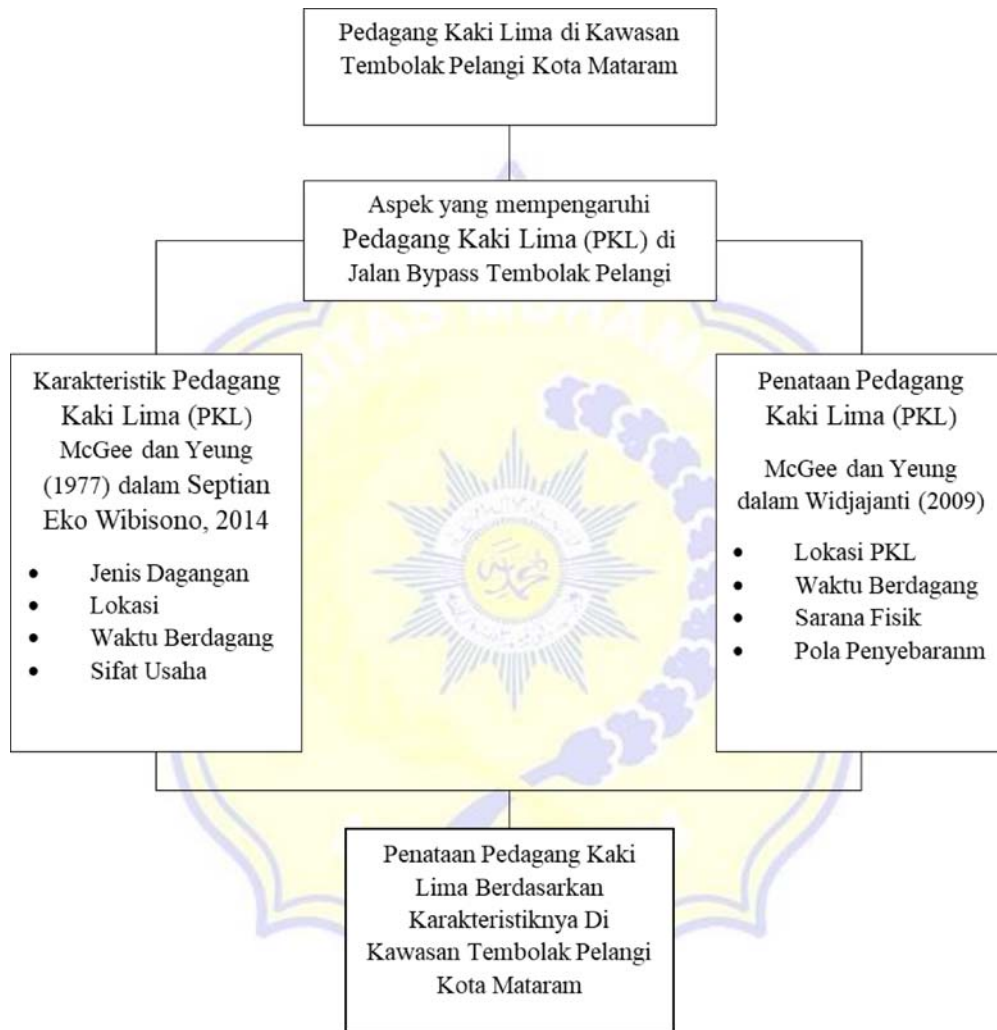 Pedagang Kaki Lima di Kawasan
Tembolak Pelangi Kota Mataram
Aspek yang mempengaruhi
Pedagang Kaki Lima (PKL) di
Jalan Bypass Tembolak Pelangi
Karakteristik Pedagang
Kaki Lima (PKL)
McGee dan Yeung
(1977) dalam Septian
Eko Wibisono, 2014
• Jenis Dagangan
• Lokasi
• Waktu Berdagang
• Sifat Usaha
Penataan Pedagang
Kaki Lima (PKL)
McGee dan Yeung
dalam Widjajanti (2009)
• Lokasi PKL
• Waktu Berdagang
• Sarana Fisik
• Pola Penyebaranm
Penataan Pedagang Kaki
Lima Berdasarkan
Karakteristiknya Di
Kawasan Tembolak Pelangi
Kota Mataram